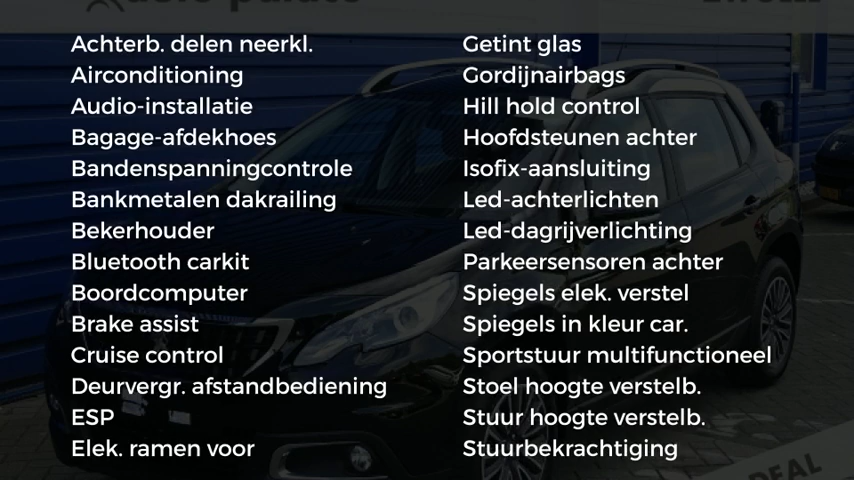 Achterb. delen neerkl.
Airconditioning
Audio-installatie
Bagage-afdekhoes
Bandenspanningcontrole
Bankmetalen dakrailing
Bekerhouder
Bluetooth carkit
Boordcomputer
Brake assist
Cruise control
Deurvergr. afstandbediening
ESP
Elek. ramen voor
Getint glas
Gordijnairbags
Hill hold control
Hoofdsteunen achter
Isofix-aansluiting
Led-achterlichten
Led-dagrijverlichting
Parkeersensoren achter
Spiegels elek. verstel
Spiegels in kleur car.
Sportstuur multifunctioneel
Stoel hoogte verstelb.
Stuur hoogte verstelb.
Stuurbekrachtiging
DEAL